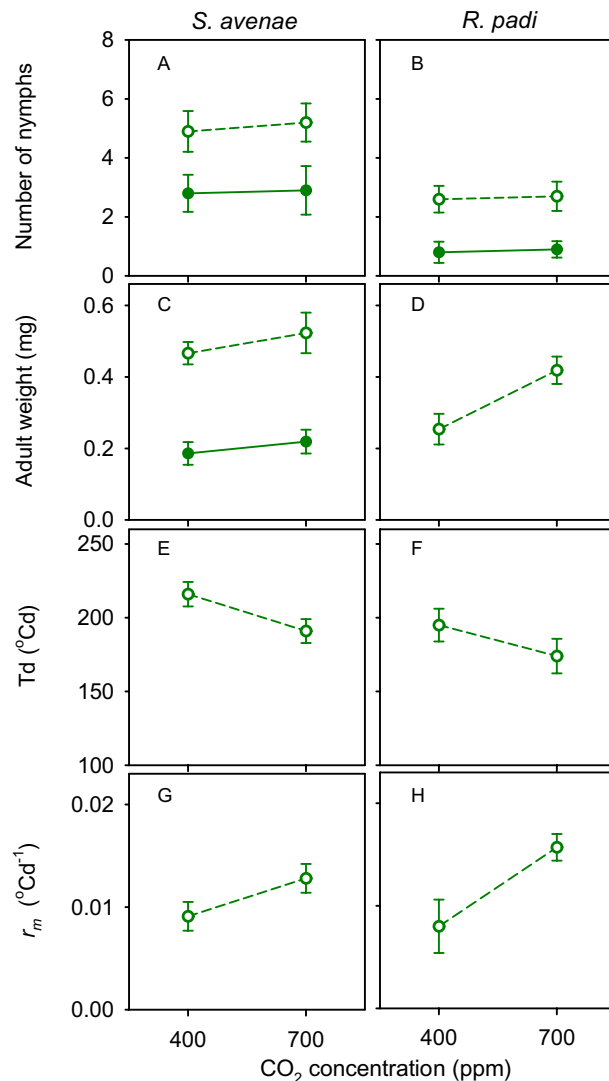 S. avenae R. padi
Number of nymphs
8
6
4
2
0
A B
Adult weight (mg)
0.6
0.4
0.2
0.0
C D
Td (°Cd)
250
200
150
100
E F
r_m (°Cd⁻¹)
0.02
0.01
0.00
G H
400 700 400 700
CO₂ concentration (ppm)